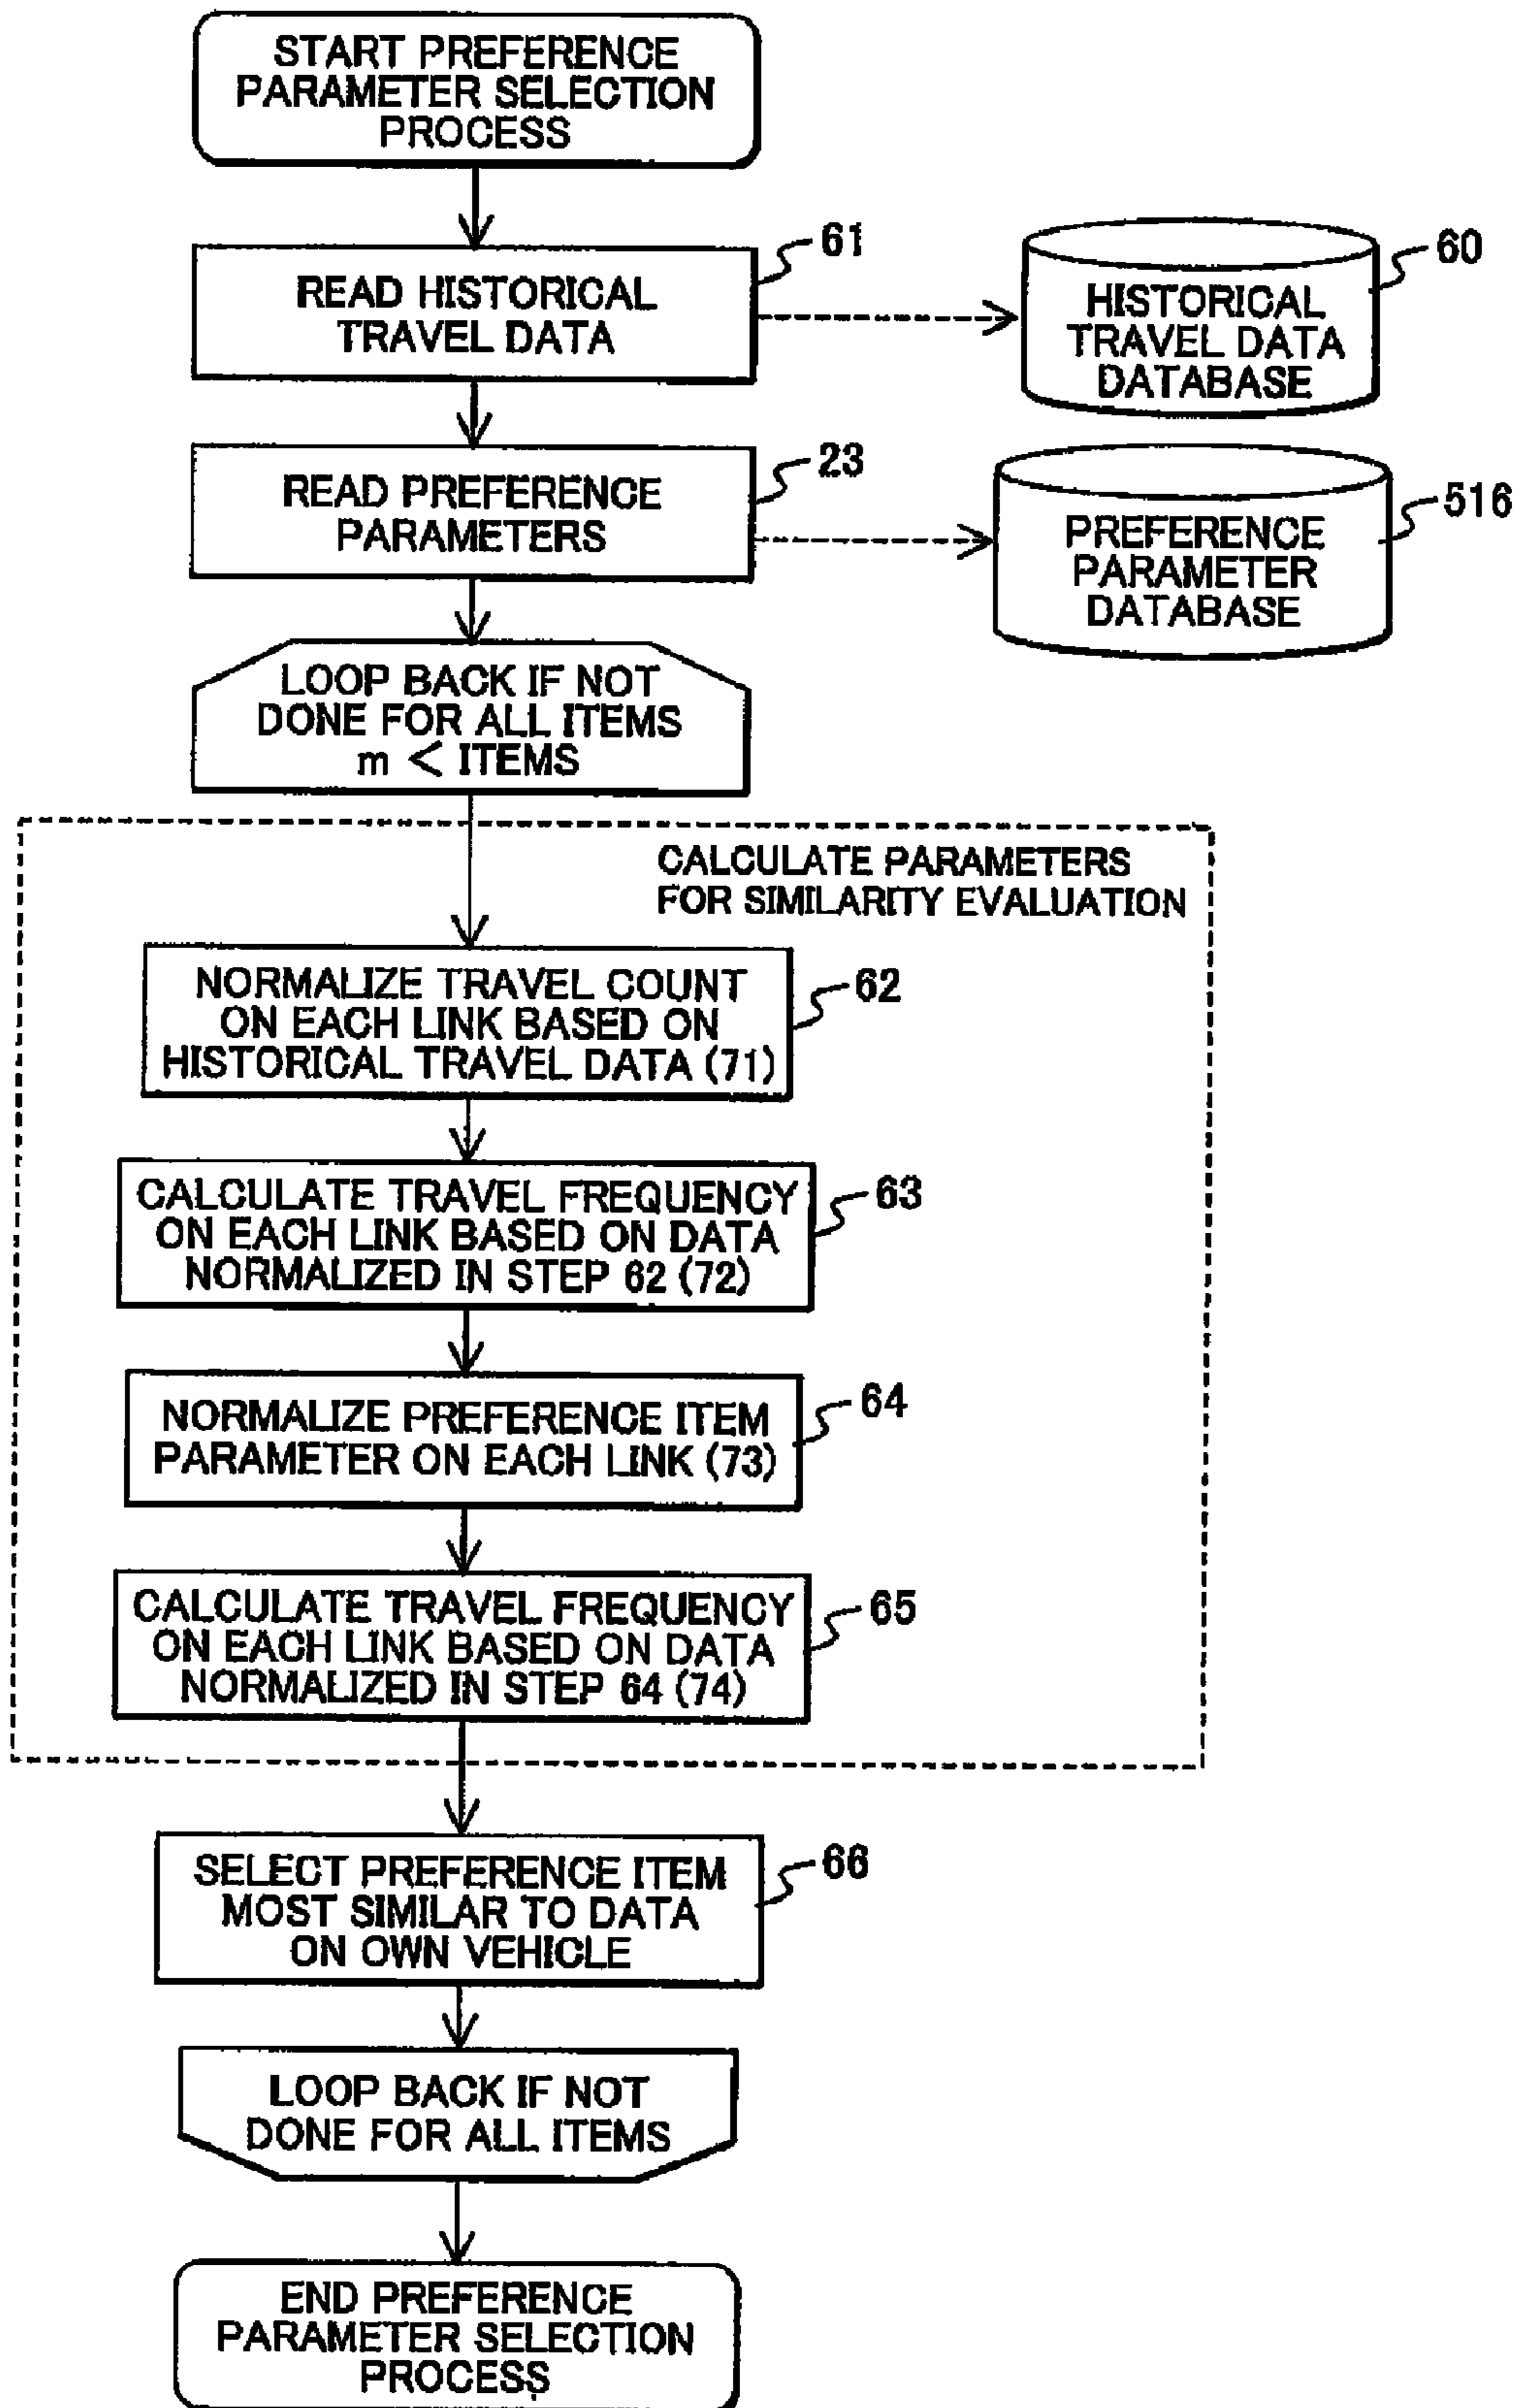 START PREFERENCE
PARAMETER SELECTION
PROCESS
61
READ HISTORICAL
TRAVEL DATA
60
HISTORICAL
TRAVEL DATA
DATABASE
23
READ PREFERENCE
PARAMETERS
516
PREFERENCE
PARAMETER
DATABASE
LOOP BACK IF NOT
DONE FOR ALL ITEMS
m < ITEMS
CALCULATE PARAMETERS
FOR SIMILARITY EVALUATION
NORMALIZE TRAVEL COUNT
ON EACH LINK BASED ON
HISTORICAL TRAVEL DATA (71)
62
CALCULATE TRAVEL FREQUENCY
ON EACH LINK BASED ON DATA
NORMALIZED IN STEP 62 (72)
63
NORMALIZE PREFERENCE ITEM
PARAMETER ON EACH LINK (73)
64
CALCULATE TRAVEL FREQUENCY
ON EACH LINK BASED ON DATA
NORMALIZED IN STEP 64 (74)
65
SELECT PREFERENCE ITEM
MOST SIMILAR TO DATA
ON OWN VEHICLE
66
LOOP BACK IF NOT
DONE FOR ALL ITEMS
END PREFERENCE
PARAMETER SELECTION
PROCESS